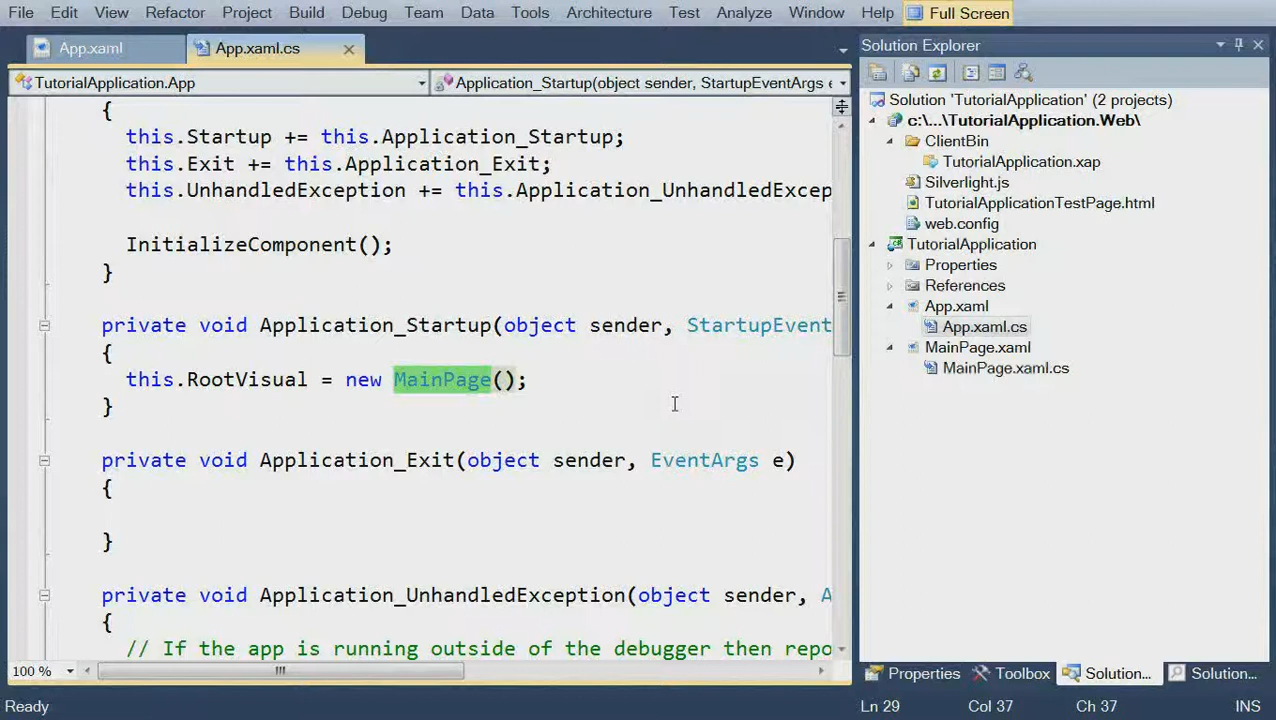 File Edit View Refactor Project Build Debug Team Data Tools Architecture Test Analyze Window Help Full Screen
App.xaml App.xaml.cs
TutorialApplication.App Application_Startup(object sender, StartupEventArgs e
{
this.Startup += this.Application_Startup;
this.Exit += this.Application_Exit;
this.UnhandledException += this.Application_UnhandledExcep
InitializeComponent();
}
private void Application_Startup(object sender, StartupEvent
{
this.RootVisual = new MainPage();
}
private void Application_Exit(object sender, EventArgs e)
{
}
private void Application_UnhandledException(object sender, A
{
// If the app is running outside of the debugger then repo
100 %
Solution Explorer
Solution 'TutorialApplication' (2 projects)
c:\...\TutorialApplication.Web\
ClientBin
TutorialApplication.xap
Silverlight.js
TutorialApplicationTestPage.html
web.config
TutorialApplication
Properties
References
App.xaml
App.xaml.cs
MainPage.xaml
MainPage.xaml.cs
Properties Toolbox Solution... Solution...
Ready Ln 29 Col 37 Ch 37 INS